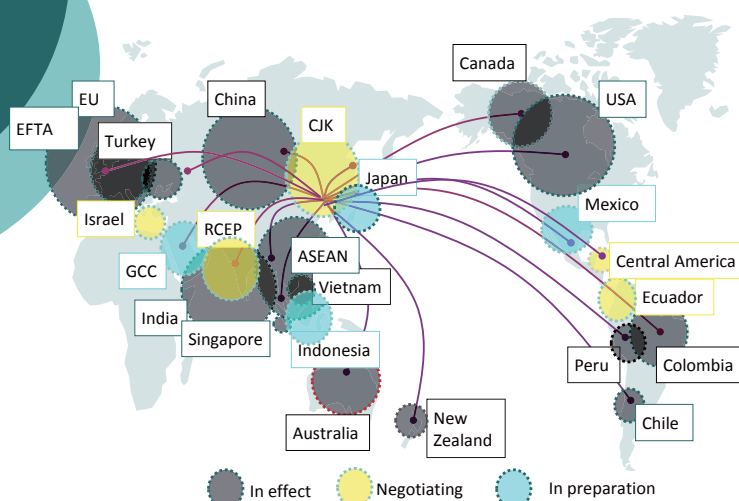 Canada
EU
China
USA
EFTA
CJK
Turkey
Japan
Mexico
Israel
RCEP
Central America
ASEAN
GCC
Vietnam
Ecuador
India
Singapore
Indonesia
Peru
Colombia
Australia
New
Zealand
Chile
In effect
Negotiating
In preparation